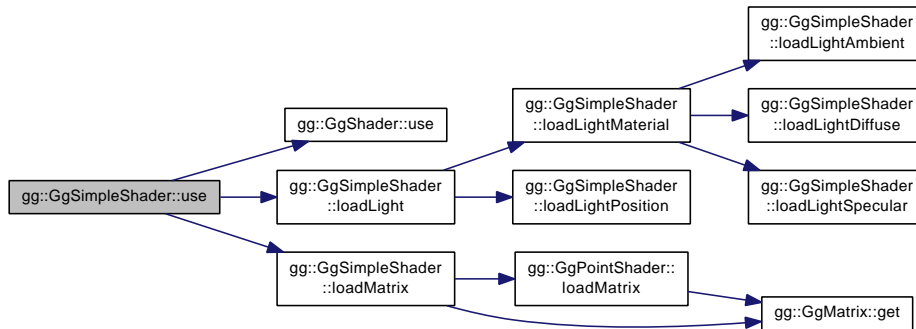 gg::GgSimpleShader::use
gg::GgShader::use
gg::GgSimpleShader
::loadLight
gg::GgSimpleShader
::loadMatrix
gg::GgSimpleShader
::loadLightMaterial
gg::GgSimpleShader
::loadLightPosition
gg::GgPointShader::
loadMatrix
gg::GgSimpleShader
::loadLightAmbient
gg::GgSimpleShader
::loadLightDiffuse
gg::GgSimpleShader
::loadLightSpecular
gg::GgMatrix::get